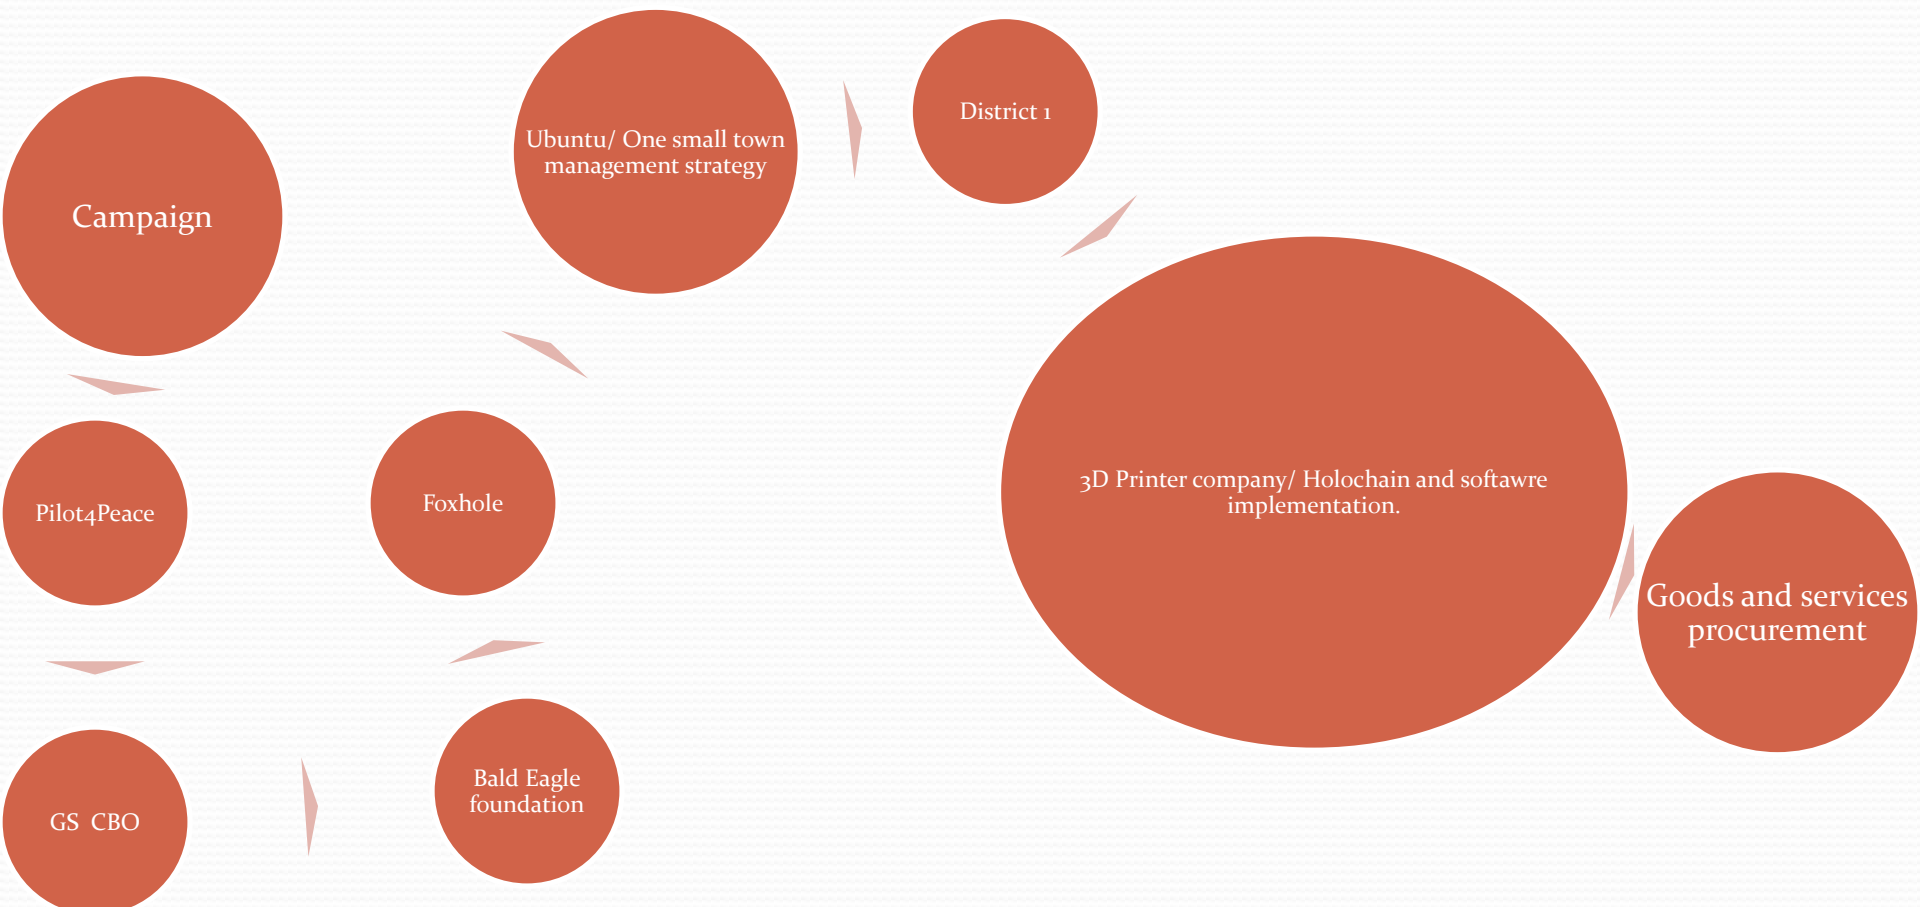 Campaign
Pilot4Peace
GS  CBO
Bald Eagle
foundation
Foxhole
Ubuntu/ One small town
management strategy
District 1
3D Printer company/ Holochain and softawre
implementation.
Goods and services
procurement